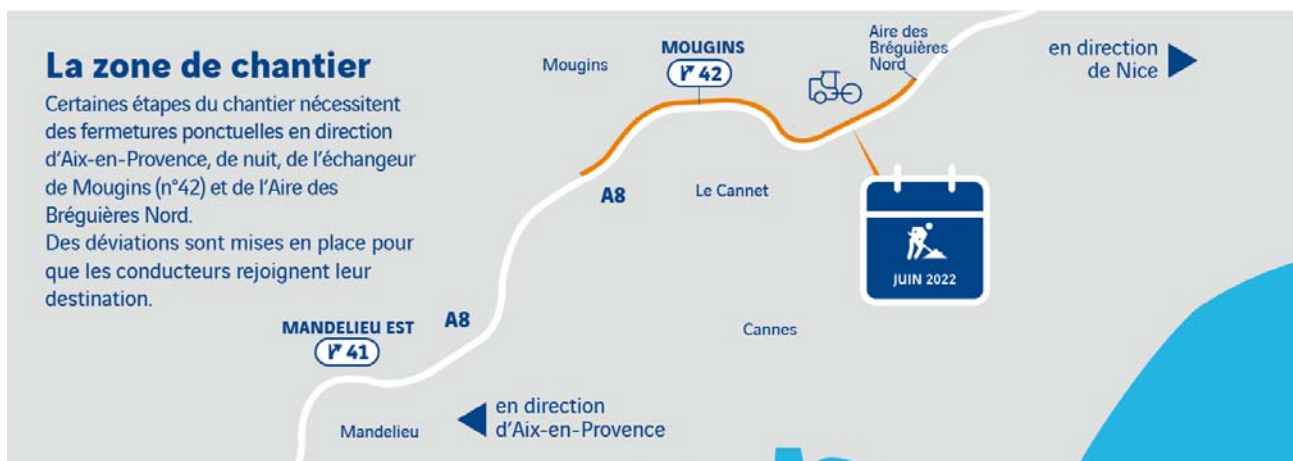 La zone de chantier
Certaines étapes du chantier nécessitent
des fermetures ponctuelles en direction
d'Aix-en-Provence, de nuit, de l'échangeur
de Mougins (n°42) et de l'Aire des
Bréguières Nord.
Des déviations sont mises en place pour
que les conducteurs rejoignent leur
destination.
Mougins
MOUGINS
42
Aire des
Bréguières
Nord
en direction
de Nice
A8
Le Cannet
JUIN 2022
MANDELIEU EST
41
A8
Cannes
Mandelieu
en direction
d'Aix-en-Provence